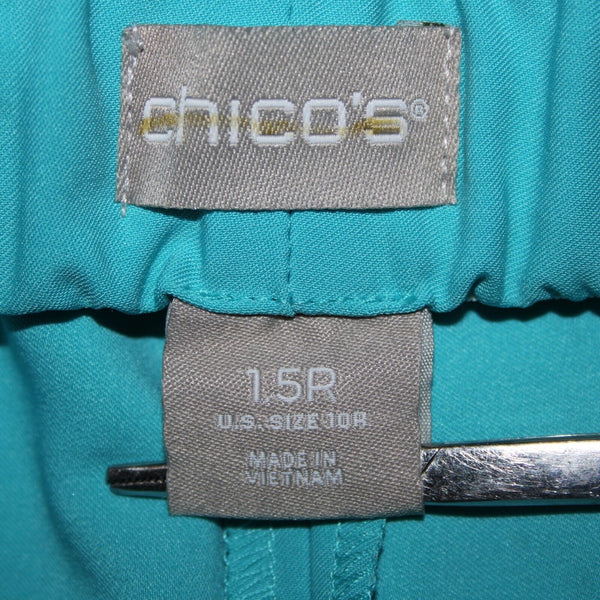 chico's®
1.5R
U.S. SIZE 10R
MADE IN
VIETNAM